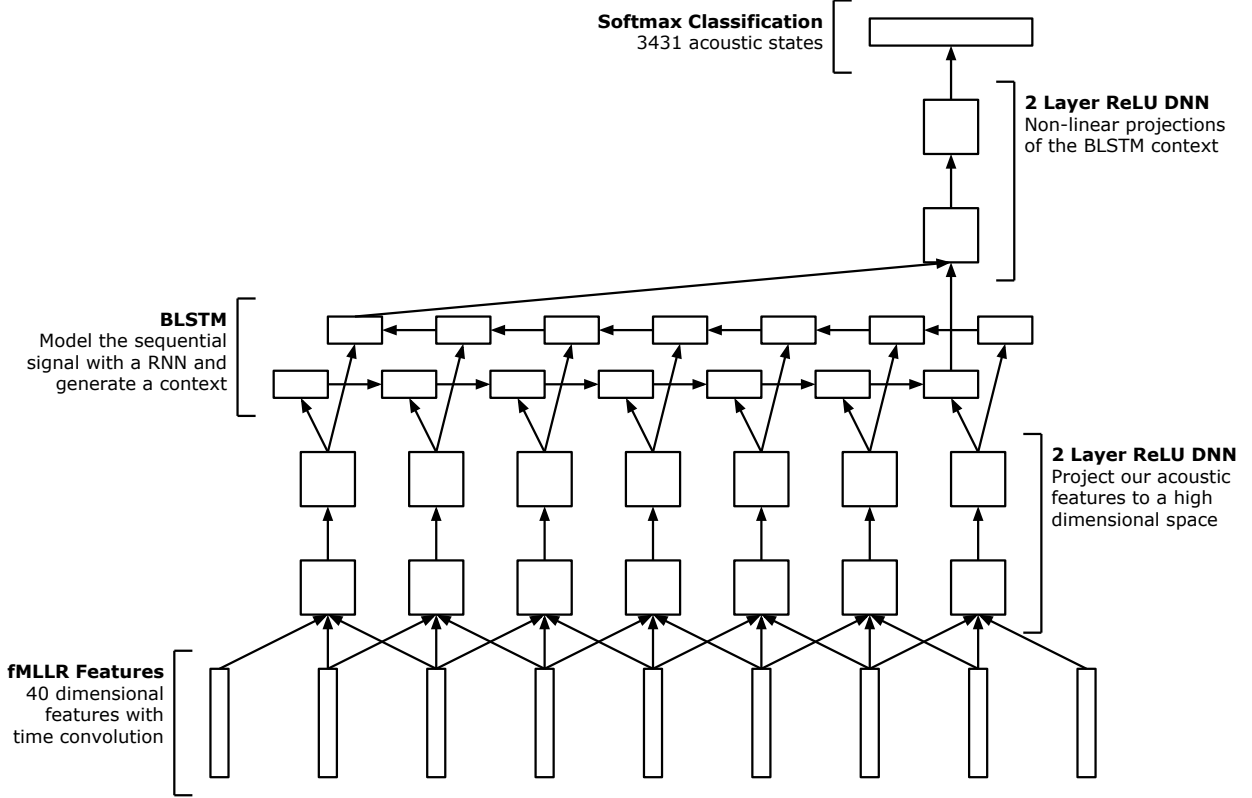 Softmax Classification
3431 acoustic states
2 Layer ReLU DNN
Non-linear projections
of the BLSTM context
BLSTM
Model the sequential
signal with a RNN and
generate a context
2 Layer ReLU DNN
Project our acoustic
features to a high
dimensional space
fMLLR Features
40 dimensional
features with
time convolution